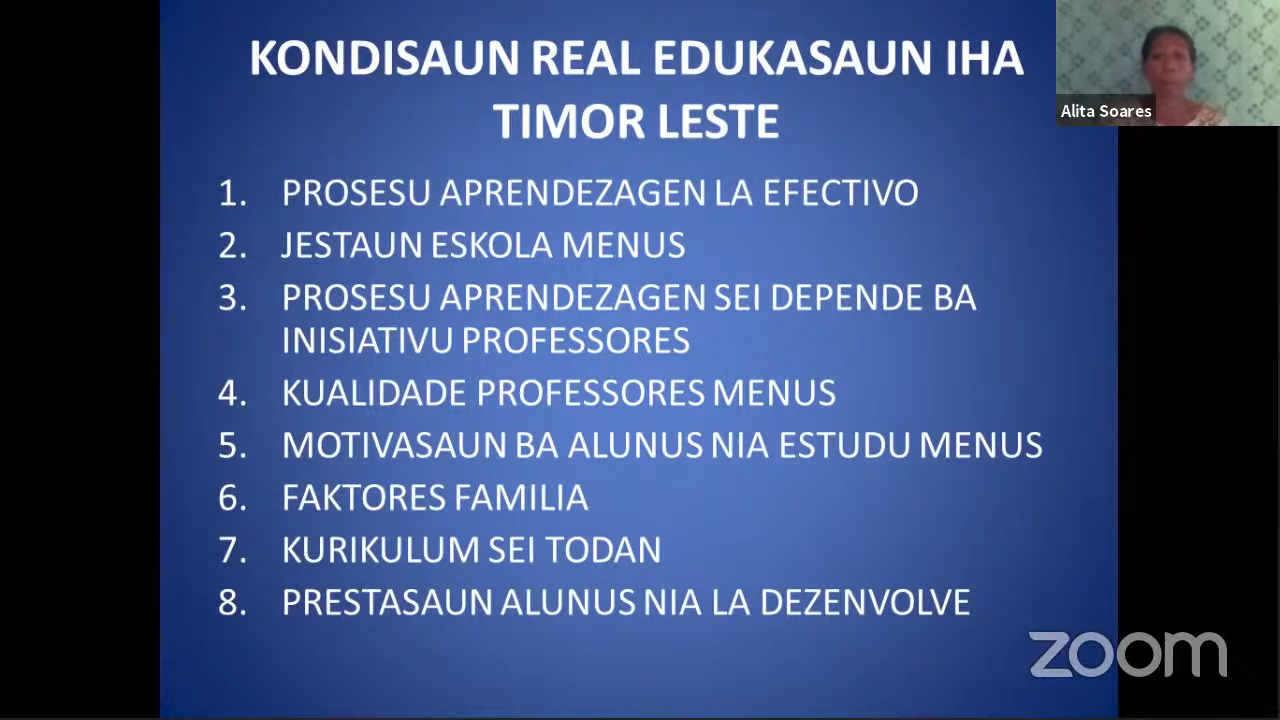 KONDISAUN REAL EDUKASAUN IHA
TIMOR LESTE
Alita Soares
1. PROSESU APRENDEZAGEN LA EFECTIVO
2. JESTAUN ESKOLA MENUS
3. PROSESU APRENDEZAGEN SEI DEPENDE BA
INISIATIVU PROFESSORES
4. KUALIDADE PROFESSORES MENUS
5. MOTIVASAUN BA ALUNUS NIA ESTUDU MENUS
6. FAKTORES FAMILIA
7. KURIKULUM SEI TODAN
8. PRESTASAUN ALUNUS NIA LA DEZENVOLVE
zoom